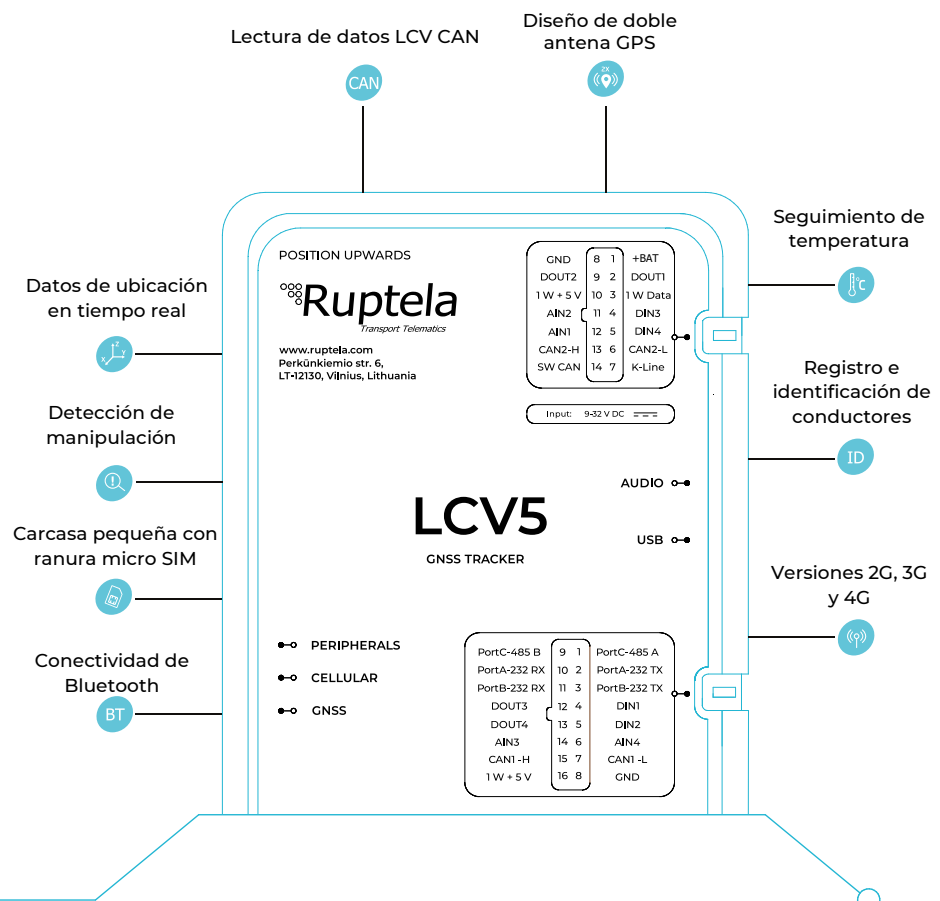 Lectura de datos LCV CAN
CAN
Diseño de doble
antena GPS
2X
Datos de ubicación
en tiempo real
Z
X
Y
Detección de
manipulación
Carcasa pequeña con
ranura micro SIM
Conectividad de
Bluetooth
BT
POSITION UPWARDS
Ruptela
Transport Telematics
www.ruptela.com
Perkūnkiemio str. 6,
LT-12130, Vilnius, Lithuania
GND 8 1 +BAT
DOUT2 9 2 DOUT1
1 W + 5 V 10 3 1 W Data
AIN2 11 4 DIN3
AIN1 12 5 DIN4
CAN2-H 13 6 CAN2-L
SW CAN 14 7 K-Line
Input: 9-32 V DC
AUDIO
LCV5
USB
GNSS TRACKER
PERIPHERALS
CELLULAR
GNSS
PortC-485 B 9 1 PortC-485 A
PortA-232 RX 10 2 PortA-232 TX
PortB-232 RX 11 3 PortB-232 TX
DOUT3 12 4 DIN1
DOUT4 13 5 DIN2
AIN3 14 6 AIN4
CAN1 -H 15 7 CAN1 -L
1 W + 5 V 16 8 GND
Seguimiento de
temperatura
°C
Registro e
identificación de
conductores
ID
Versiones 2G, 3G
y 4G